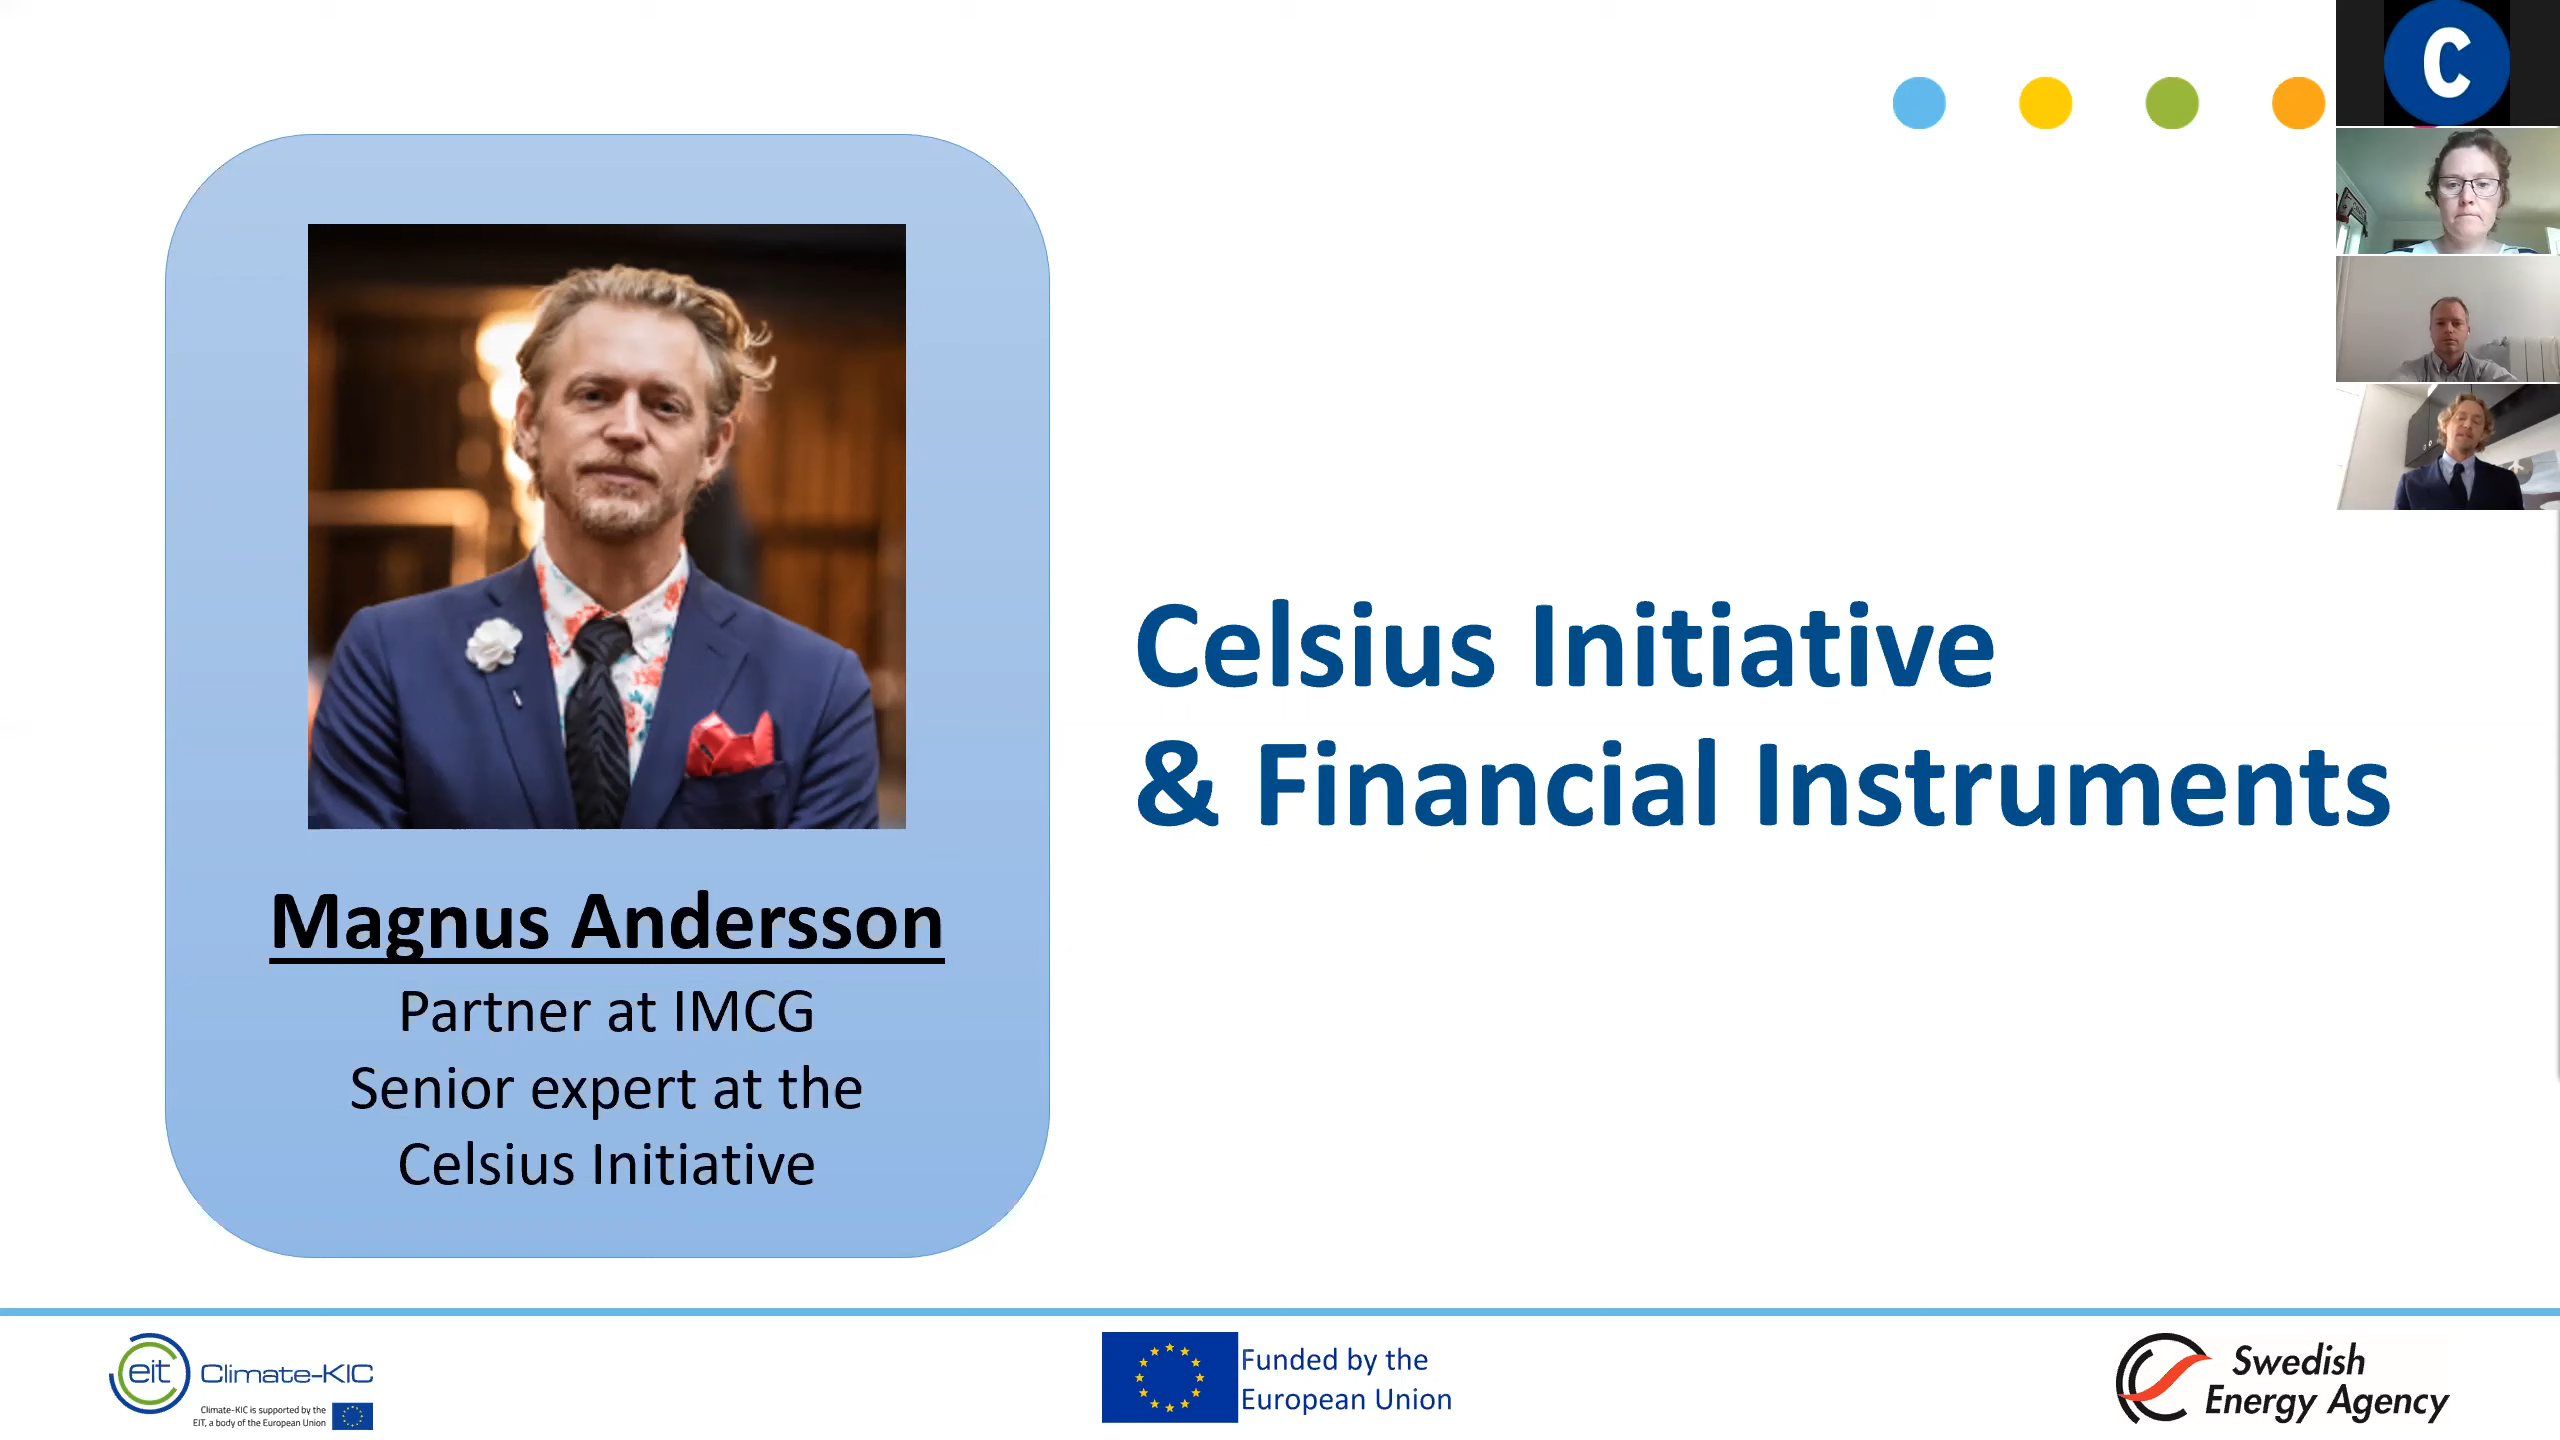 C
Magnus Andersson
Partner at IMCG
Senior expert at the
Celsius Initiative
Celsius Initiative
& Financial Instruments
eit Climate-KIC
Climate-KIC is supported by the
EIT, a body of the European Union
Funded by the
European Union
Swedish
Energy Agency